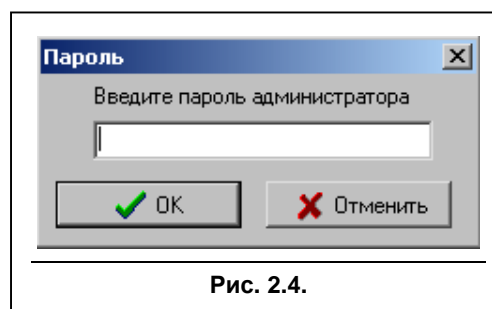 Пароль
Введите пароль администратора
OK Отменить
Рис. 2.4.